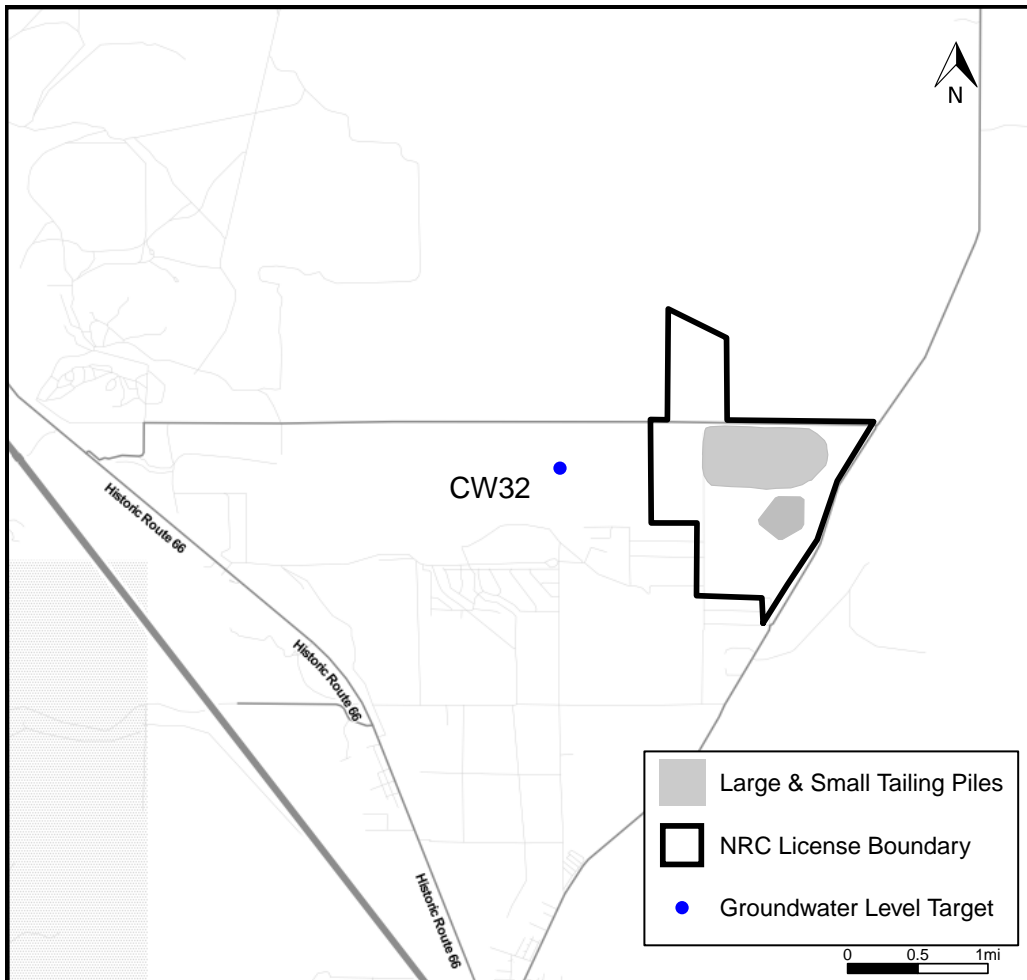 N
CW32
Historic Route 66
Historic Route 66
Historic Route 66
Large & Small Tailing Piles
NRC License Boundary
Groundwater Level Target
0 0.5 1mi